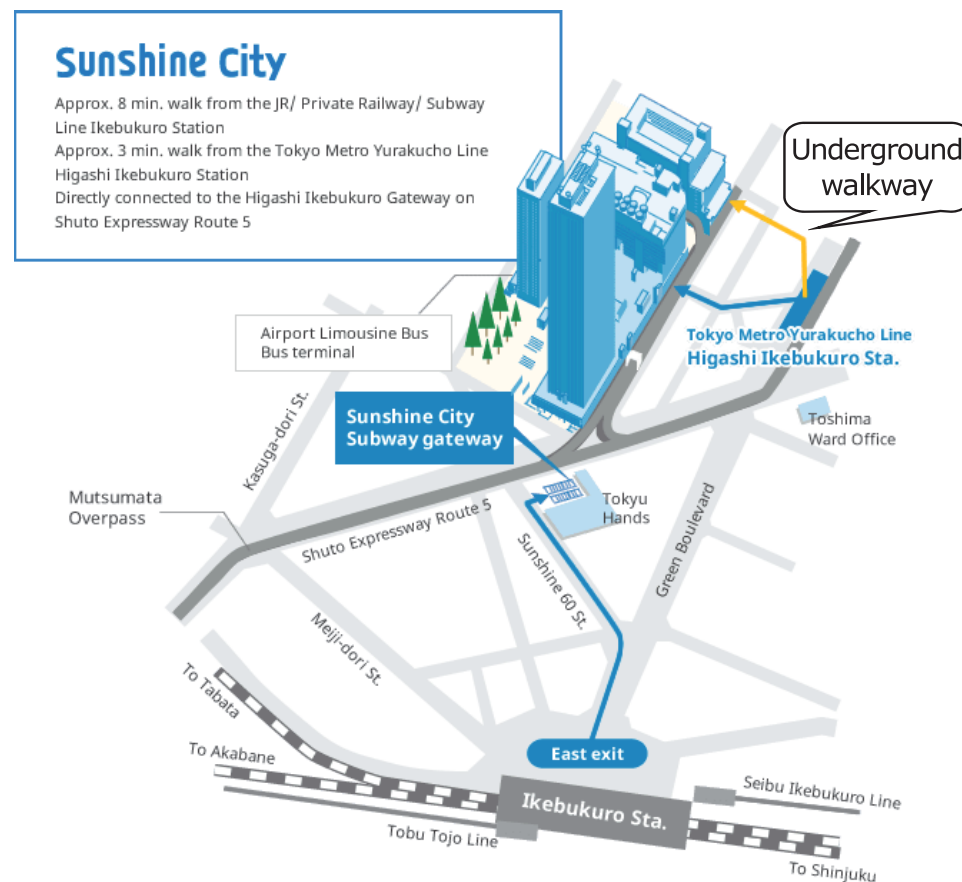 Sunshine City
Approx. 8 min. walk from the JR/ Private Railway/ Subway
Line Ikebukuro Station
Approx. 3 min. walk from the Tokyo Metro Yurakucho Line
Higashi Ikebukuro Station
Directly connected to the Higashi Ikebukuro Gateway on
Shuto Expressway Route 5
Underground
walkway
Airport Limousine Bus
Bus terminal
Tokyo Metro Yurakucho Line
Higashi Ikebukuro Sta.
Sunshine City
Subway gateway
Toshima
Ward Office
Kasuga-dori St.
Mutsumata
Overpass
Tokyu
Hands
Shuto Expressway Route 5
Sunshine 60 St.
Green Boulevard
Meiji-dori St.
To Tabata
East exit
To Akabane
Ikebukuro Sta.
Seibu Ikebukuro Line
Tobu Tojo Line
To Shinjuku